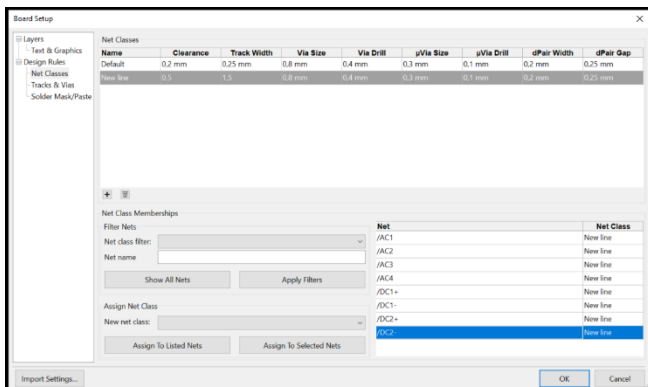 Board Setup
Layers
Text & Graphics
Design Rules
Net Classes
Tracks & Vias
Solder Mask/Paste
Net Classes
Name Clearance Track Width Via Size Via Drill µVia Size µVia Drill dPair Width dPair Gap
Default 0,2 mm 0,25 mm 0,8 mm 0,4 mm 0,3 mm 0,1 mm 0,2 mm 0,25 mm
New line 0,5 1,5 0,8 mm 0,4 mm 0,3 mm 0,1 mm 0,2 mm 0,25 mm
Net Class Memberships
Filter Nets
Net class filter:
Net name
Show All Nets Apply Filters
Assign Net Class
New net class:
Assign To Listed Nets Assign To Selected Nets
Net Net Class
/AC1 New line
/AC2 New line
/AC3 New line
/AC4 New line
/DC1+ New line
/DC1- New line
/DC2+ New line
/DC2- New line
Import Settings... OK Cancel